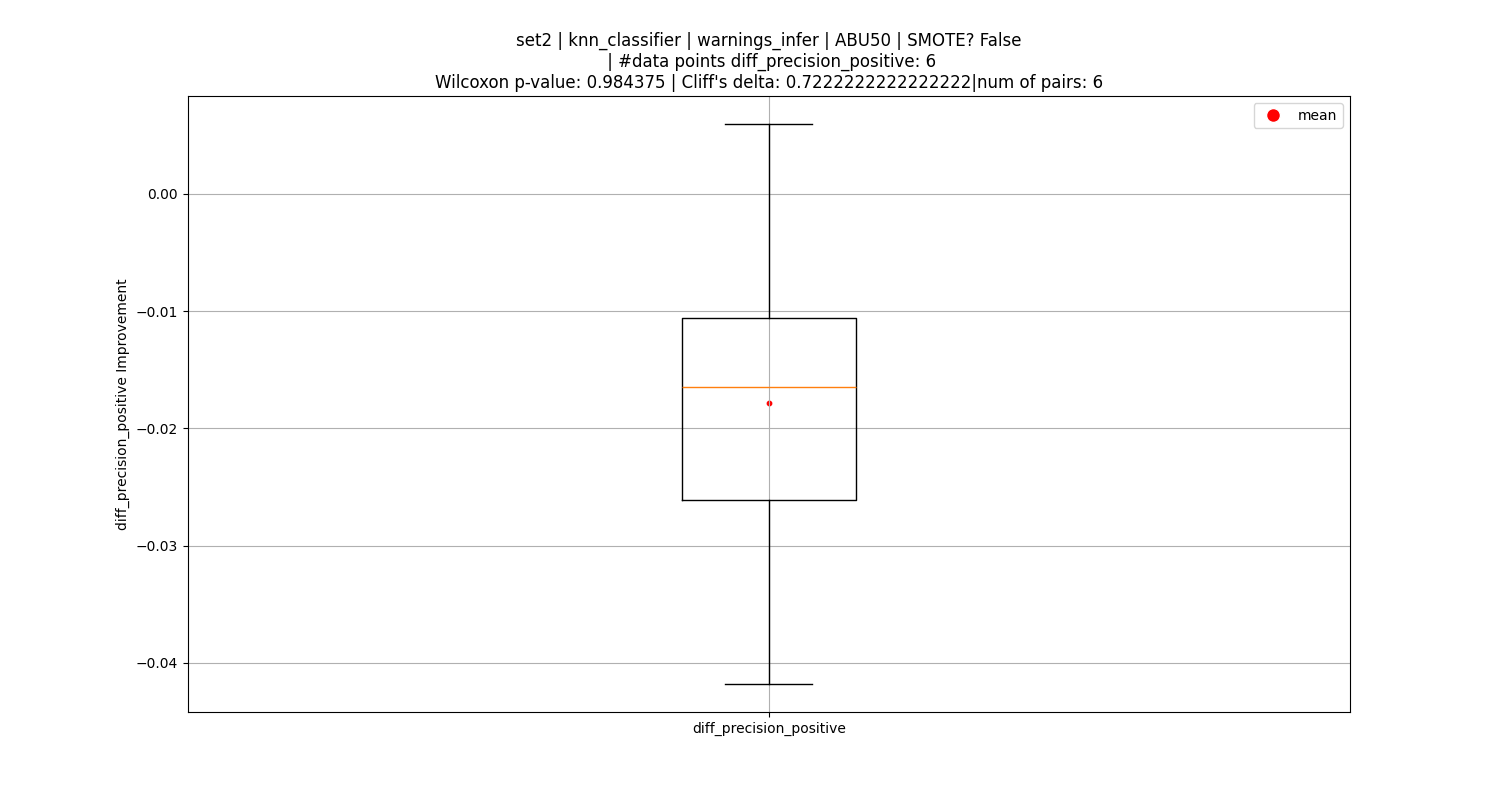 set2 | knn_classifier | warnings_infer | ABU50 | SMOTE? False
| #data points diff_precision_positive: 6
Wilcoxon p-value: 0.984375 | Cliff's delta: 0.7222222222222222|num of pairs: 6
mean
0.00
−0.01
−0.02
−0.03
−0.04
diff_precision_positive Improvement
diff_precision_positive